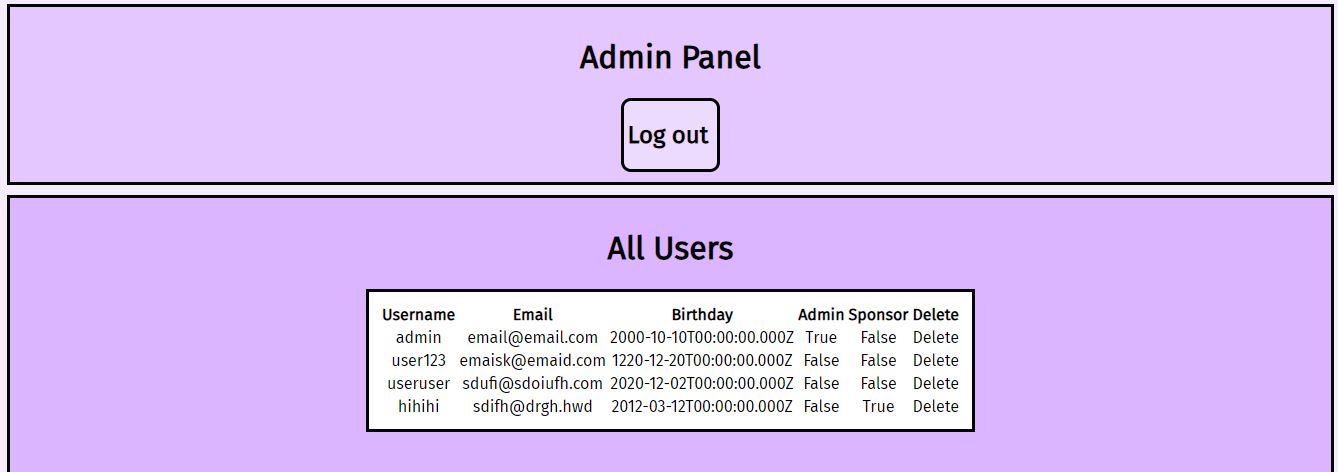 Admin Panel
Log out
All Users
Username Email Birthday Admin Sponsor Delete
admin email@email.com 2000-10-10T00:00:00.000Z True False Delete
user123 emaisk@emaid.com 1220-12-20T00:00:00.000Z False False Delete
useruser sdufi@sdoiufh.com 2020-12-02T00:00:00.000Z False False Delete
hihihi sdifh@drgh.hwd 2012-03-12T00:00:00.000Z False True Delete